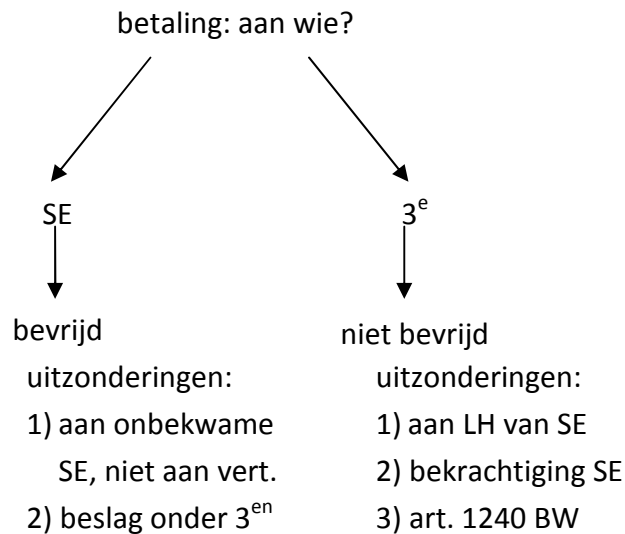 betaling: aan wie?
SE
3ᵉ
bevrijd
uitzonderingen:
1) aan onbekwame
SE, niet aan vert.
2) beslag onder 3ᵉⁿ
niet bevrijd
uitzonderingen:
1) aan LH van SE
2) bekrachtiging SE
3) art. 1240 BW